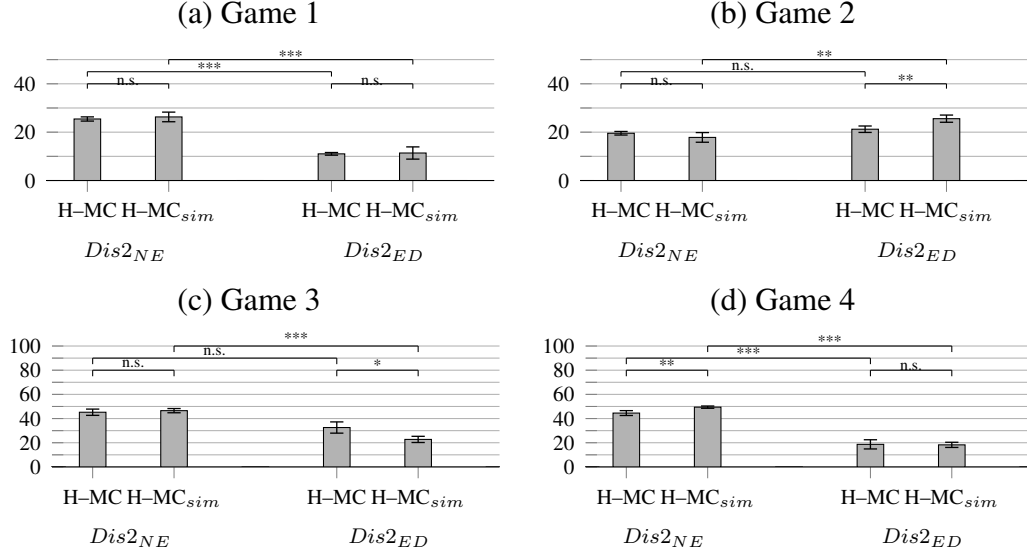 (a) Game 1
***
***
n.s.
n.s.
40
20
0
H–MC H–MC_sim
H–MC H–MC_sim
Dis2_NE
Dis2_ED
(b) Game 2
**
n.s.
n.s.
**
40
20
0
H–MC H–MC_sim
H–MC H–MC_sim
Dis2_NE
Dis2_ED
(c) Game 3
***
n.s.
n.s.
*
100
80
60
40
20
0
H–MC H–MC_sim
H–MC H–MC_sim
Dis2_NE
Dis2_ED
(d) Game 4
***
***
**
n.s.
100
80
60
40
20
0
H–MC H–MC_sim
H–MC H–MC_sim
Dis2_NE
Dis2_ED